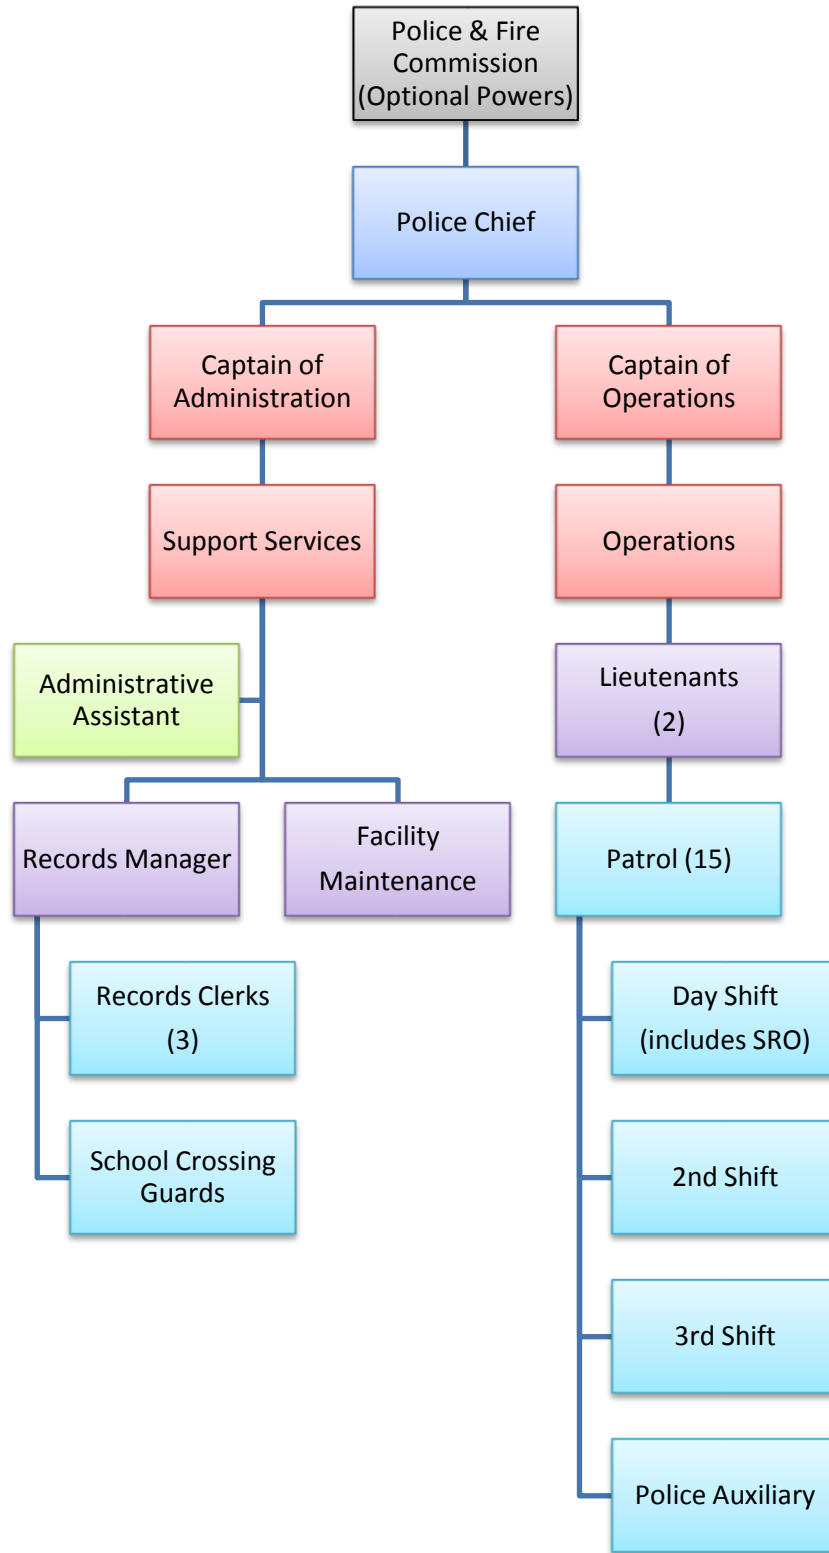 Police & Fire
Commission
(Optional Powers)
Police Chief
Captain of
Administration
Captain of
Operations
Support Services
Operations
Administrative
Assistant
Lieutenants
(2)
Records Manager
Facility
Maintenance
Patrol (15)
Records Clerks
(3)
Day Shift
(includes SRO)
School Crossing
Guards
2nd Shift
3rd Shift
Police Auxiliary